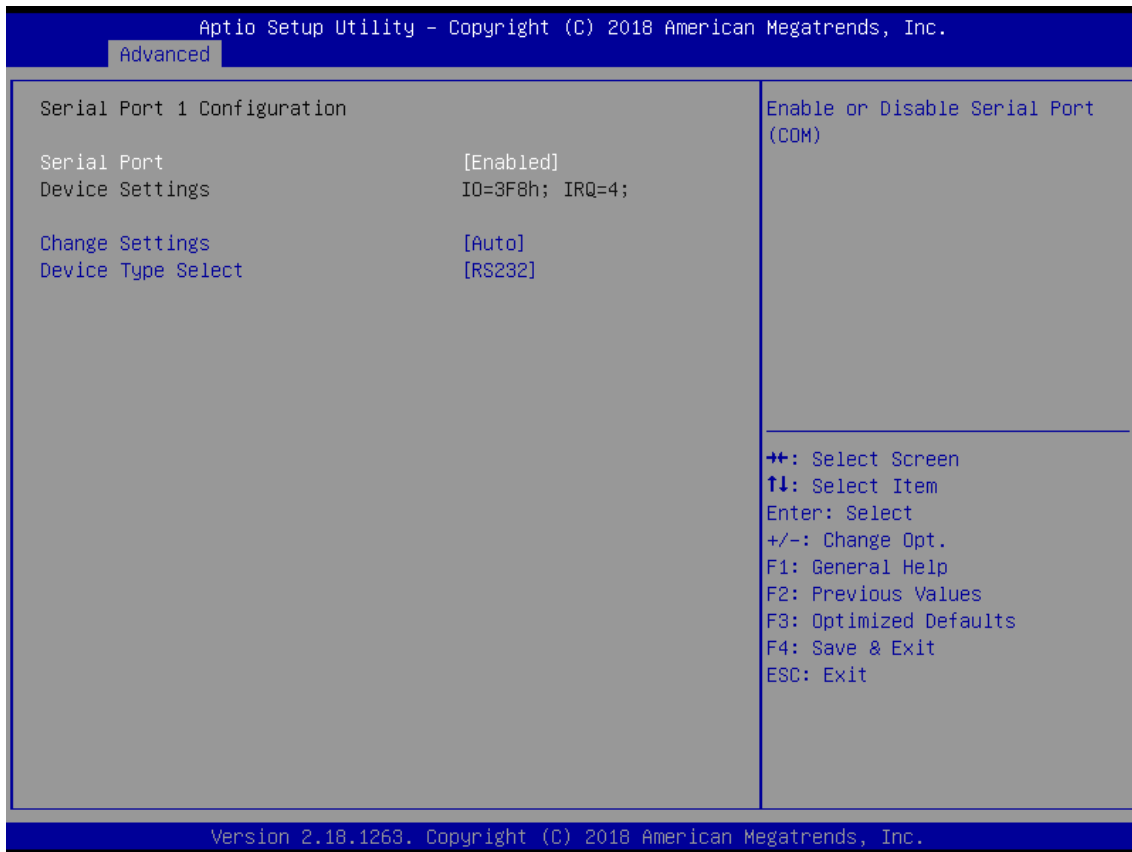 Aptio Setup Utility – Copyright (C) 2018 American Megatrends, Inc.
Advanced
Serial Port 1 Configuration
Serial Port [Enabled]
Device Settings IO=3F8h; IRQ=4;
Change Settings [Auto]
Device Type Select [RS232]
Enable or Disable Serial Port
(COM)
→←: Select Screen
↑↓: Select Item
Enter: Select
+/-: Change Opt.
F1: General Help
F2: Previous Values
F3: Optimized Defaults
F4: Save & Exit
ESC: Exit
Version 2.18.1263. Copyright (C) 2018 American Megatrends, Inc.